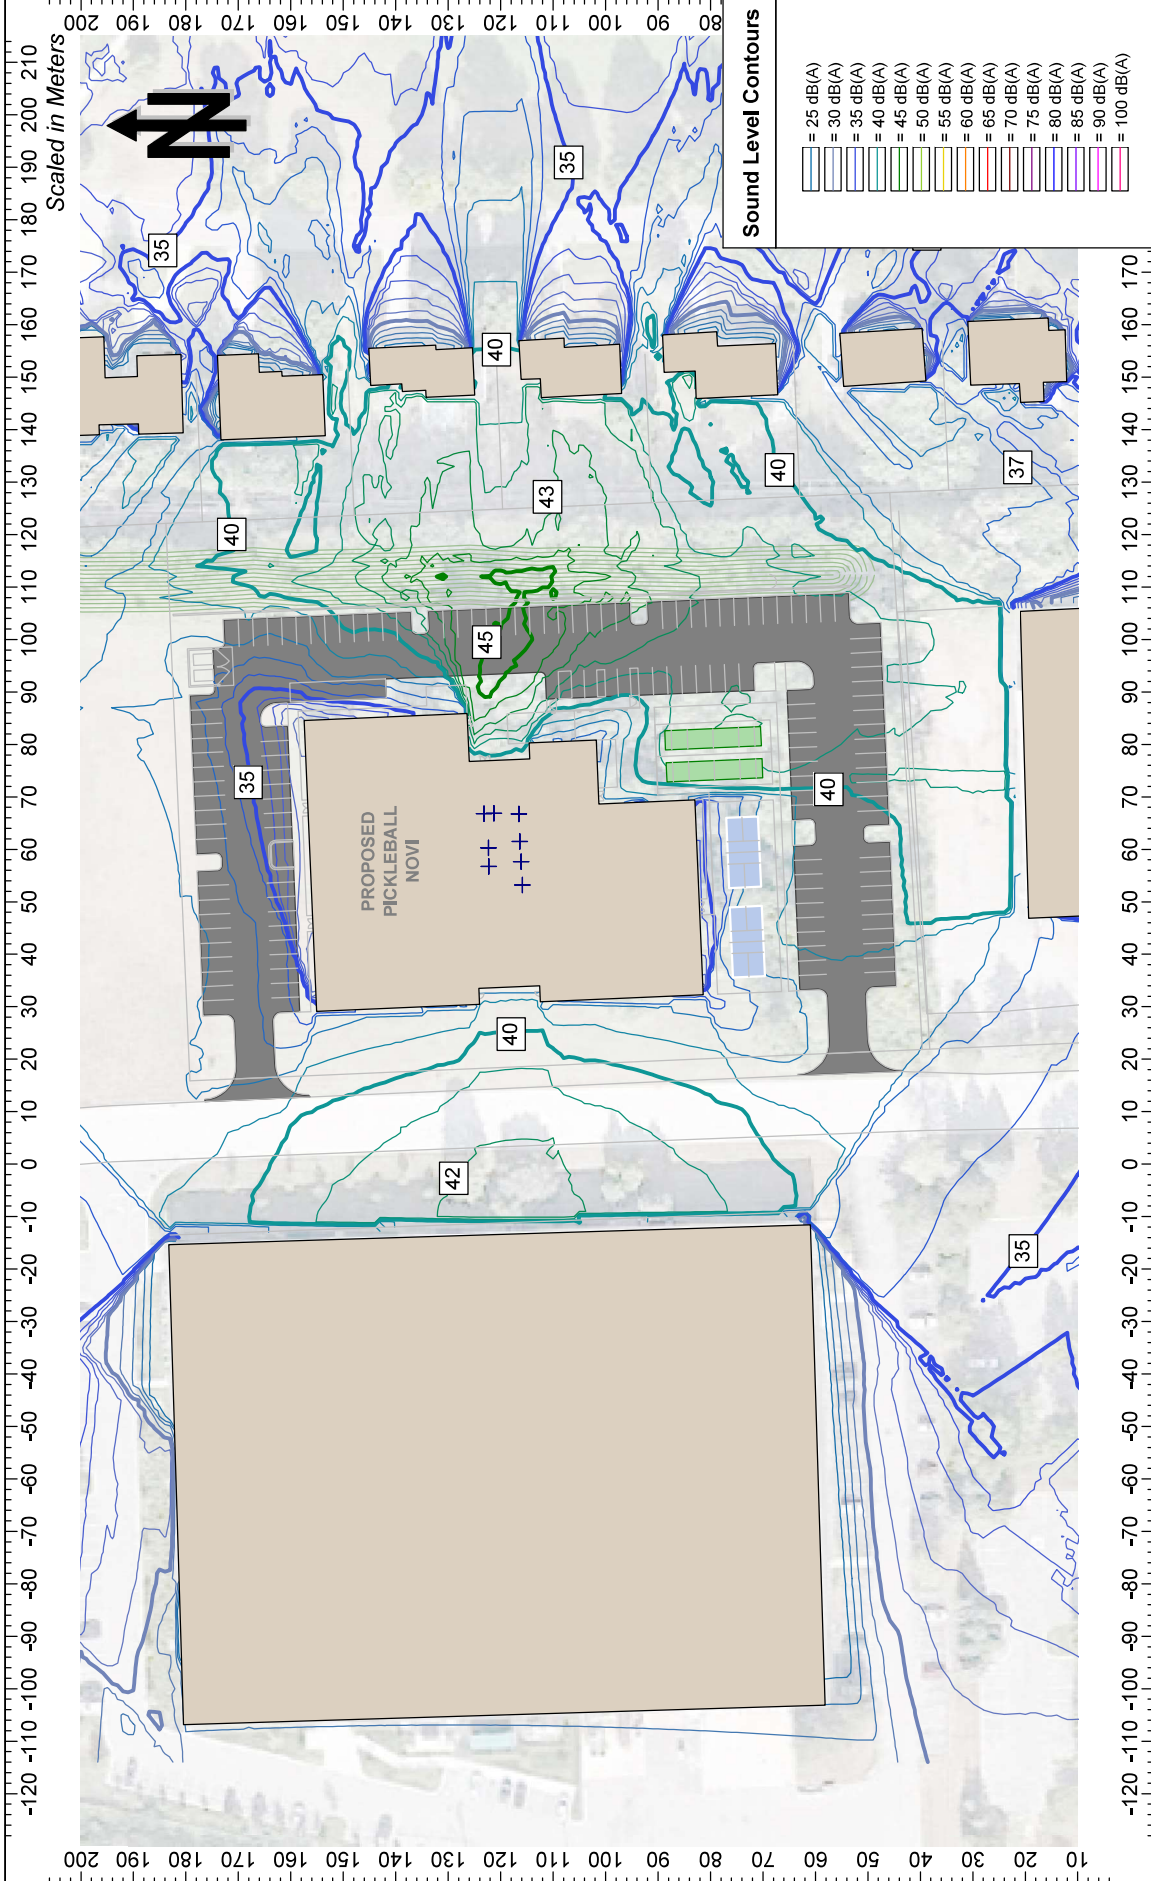 200 190 180 170 160 150 140 130 120 110 100 90 80
Scaled in Meters
-120 -110 -100 -90 -80 -70 -60 -50 -40 -30 -20 -10 0 10 20 30 40 50 60 70 80 90 100 110 120 130 140 150 160 170 180 190 200 210
N
35
40
35
40
45
43
40
35
40
37
40
40
42
35
PROPOSED
PICKLEBALL
NOVI
Sound Level Contours
= 25 dB(A)
= 30 dB(A)
= 35 dB(A)
= 40 dB(A)
= 45 dB(A)
= 50 dB(A)
= 55 dB(A)
= 60 dB(A)
= 65 dB(A)
= 70 dB(A)
= 75 dB(A)
= 80 dB(A)
= 85 dB(A)
= 90 dB(A)
= 100 dB(A)
-120 -110 -100 -90 -80 -70 -60 -50 -40 -30 -20 -10 0 10 20 30 40 50 60 70 80 90 100 110 120 130 140 150 160 170
200 190 180 170 160 150 140 130 120 110 100 90 80 70 60 50 40 30 20 10